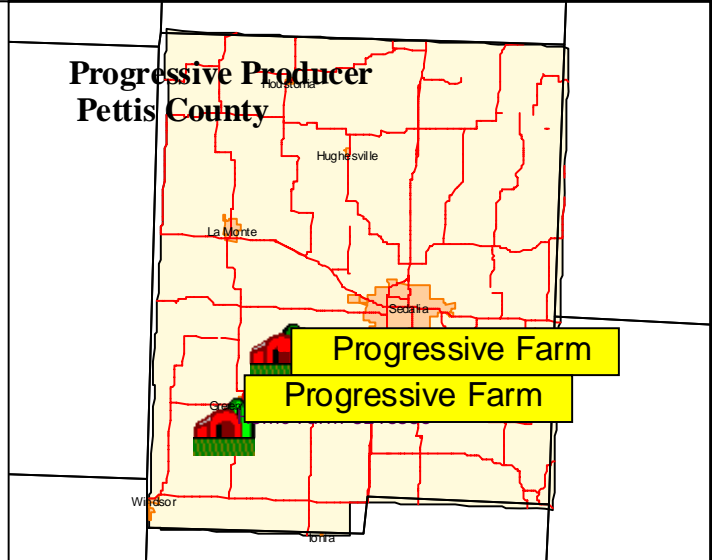 Progressive Producer
Houstonia
Pettis County
Hughesville
La Monte
Sedalia
Progressive Farm
Progressive Farm
Windsor
Ionia